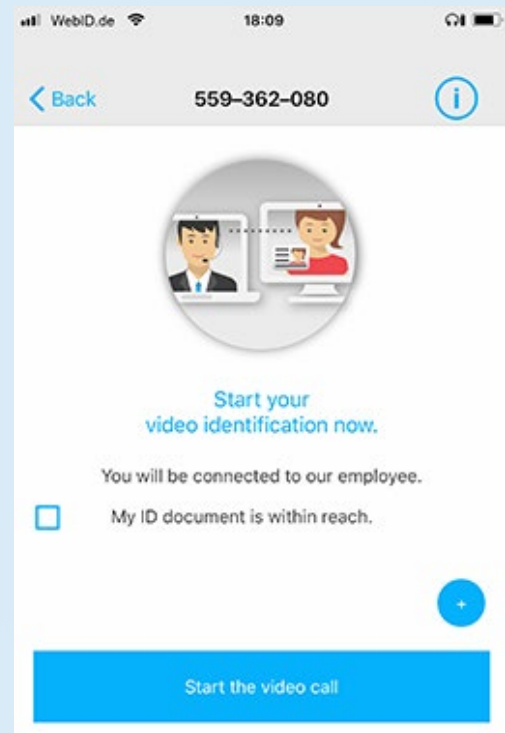 WebID.de 18:09
Back 559–362–080 i
Start your
video identification now.
You will be connected to our employee.
My ID document is within reach.
+
Start the video call